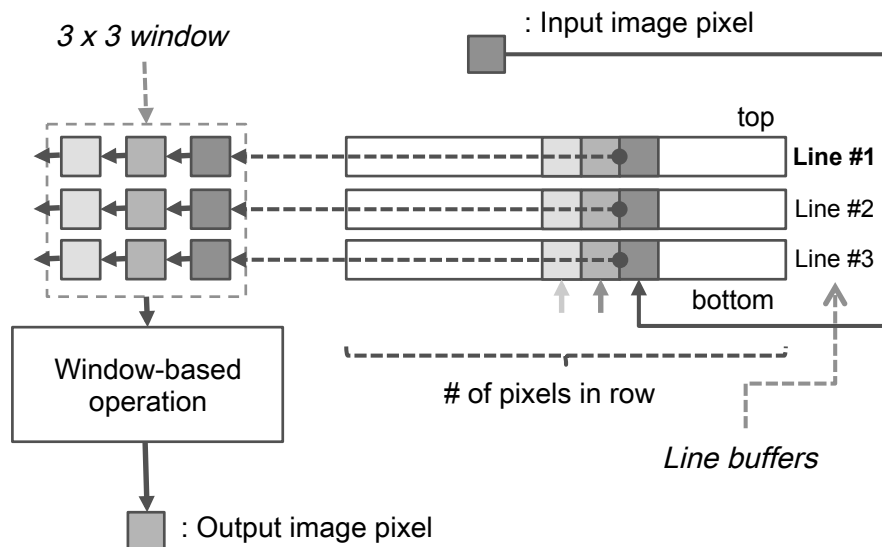 : Input image pixel
3 x 3 window
top
Line #1
Line #2
Line #3
bottom
Window-based
operation
# of pixels in row
Line buffers
: Output image pixel